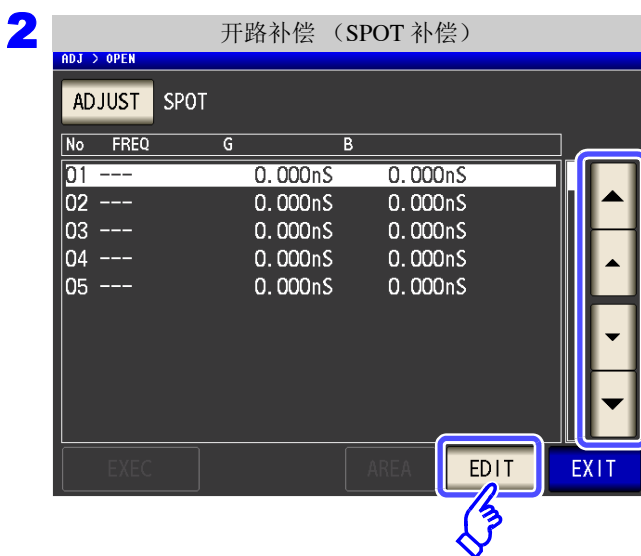 2
开路补偿 （SPOT 补偿）
ADJ > OPEN
ADJUST SPOT
No FREQ G B
01 --- 0.000nS 0.000nS
02 --- 0.000nS 0.000nS
03 --- 0.000nS 0.000nS
04 --- 0.000nS 0.000nS
05 --- 0.000nS 0.000nS
EXEC AREA EDIT EXIT